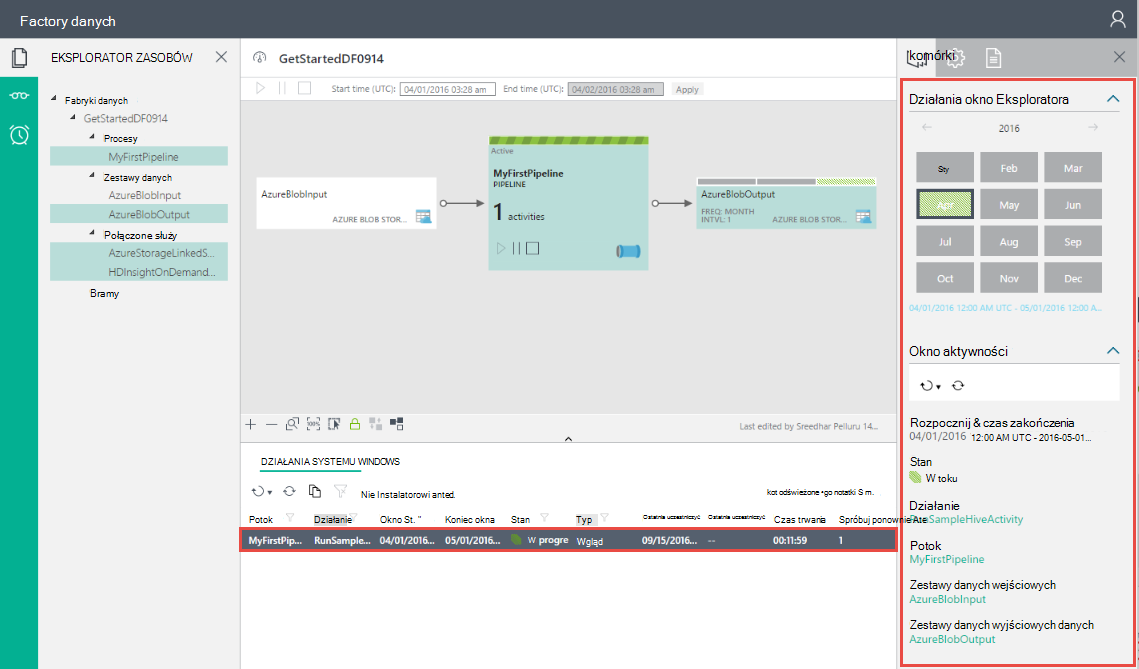 Factory danych
EKSPLORATOR ZASOBÓW
Fabryki danych
GetStartedDF0914
Procesy
MyFirstPipeline
Zestawy danych
AzureBlobInput
AzureBlobOutput
Połączone służy
AzureStorageLinkedS...
HDInsightOnDemand...
Bramy
GetStartedDF0914
Start time (UTC): 04/01/2016 03:28 am End time (UTC): 04/02/2016 03:28 am Apply
AzureBlobInput
AZURE BLOB STOR...
Active
MyFirstPipeline
PIPELINE
1 activities
AzureBlobOutput
FREQ: MONTH
INTVL: 1
AZURE BLOB STOR...
100%
Last edited by Sreedhar Pelluru 14...
DZIAŁANIA SYSTEMU WINDOWS
Nie Instalatorowi anted.
kot odświeżone •go notatki S m.
Potok Działanie Okno St. Koniec okna Stan Typ Ostatnie uczestniczyć Ostatnie uczestniczyć Czas trwania Spróbuj ponownie Ate
MyFirstPip... RunSample... 04/01/2016... 05/01/2016... W progre Wgląd 09/15/2016... -- 00:11:59 1
komórki
Działania okno Eksploratora
2016
Sty Feb Mar
Apr May Jun
Jul Aug Sep
Oct Nov Dec
04/01/2016 12:00 AM UTC - 05/01/2016 12:00 A...
Okno aktywności
Rozpocznij & czas zakończenia
04/01/2016 12:00 AM UTC - 2016-05-01...
Stan
W toku
Działanie
RunSampleHiveActivity
Potok
MyFirstPipeline
Zestawy danych wejściowych
AzureBlobInput
Zestawy danych wyjściowych danych
AzureBlobOutput